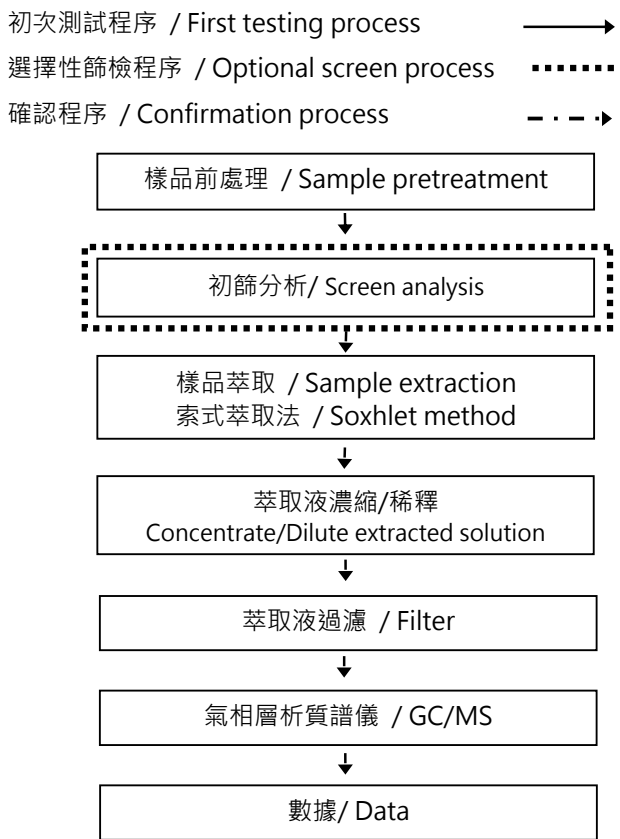 初次測試程序 / First testing process
選擇性篩檢程序 / Optional screen process
確認程序 / Confirmation process
樣品前處理 / Sample pretreatment
初篩分析/ Screen analysis
樣品萃取 / Sample extraction
索式萃取法 / Soxhlet method
萃取液濃縮/稀釋
Concentrate/Dilute extracted solution
萃取液過濾 / Filter
氣相層析質譜儀 / GC/MS
數據/ Data